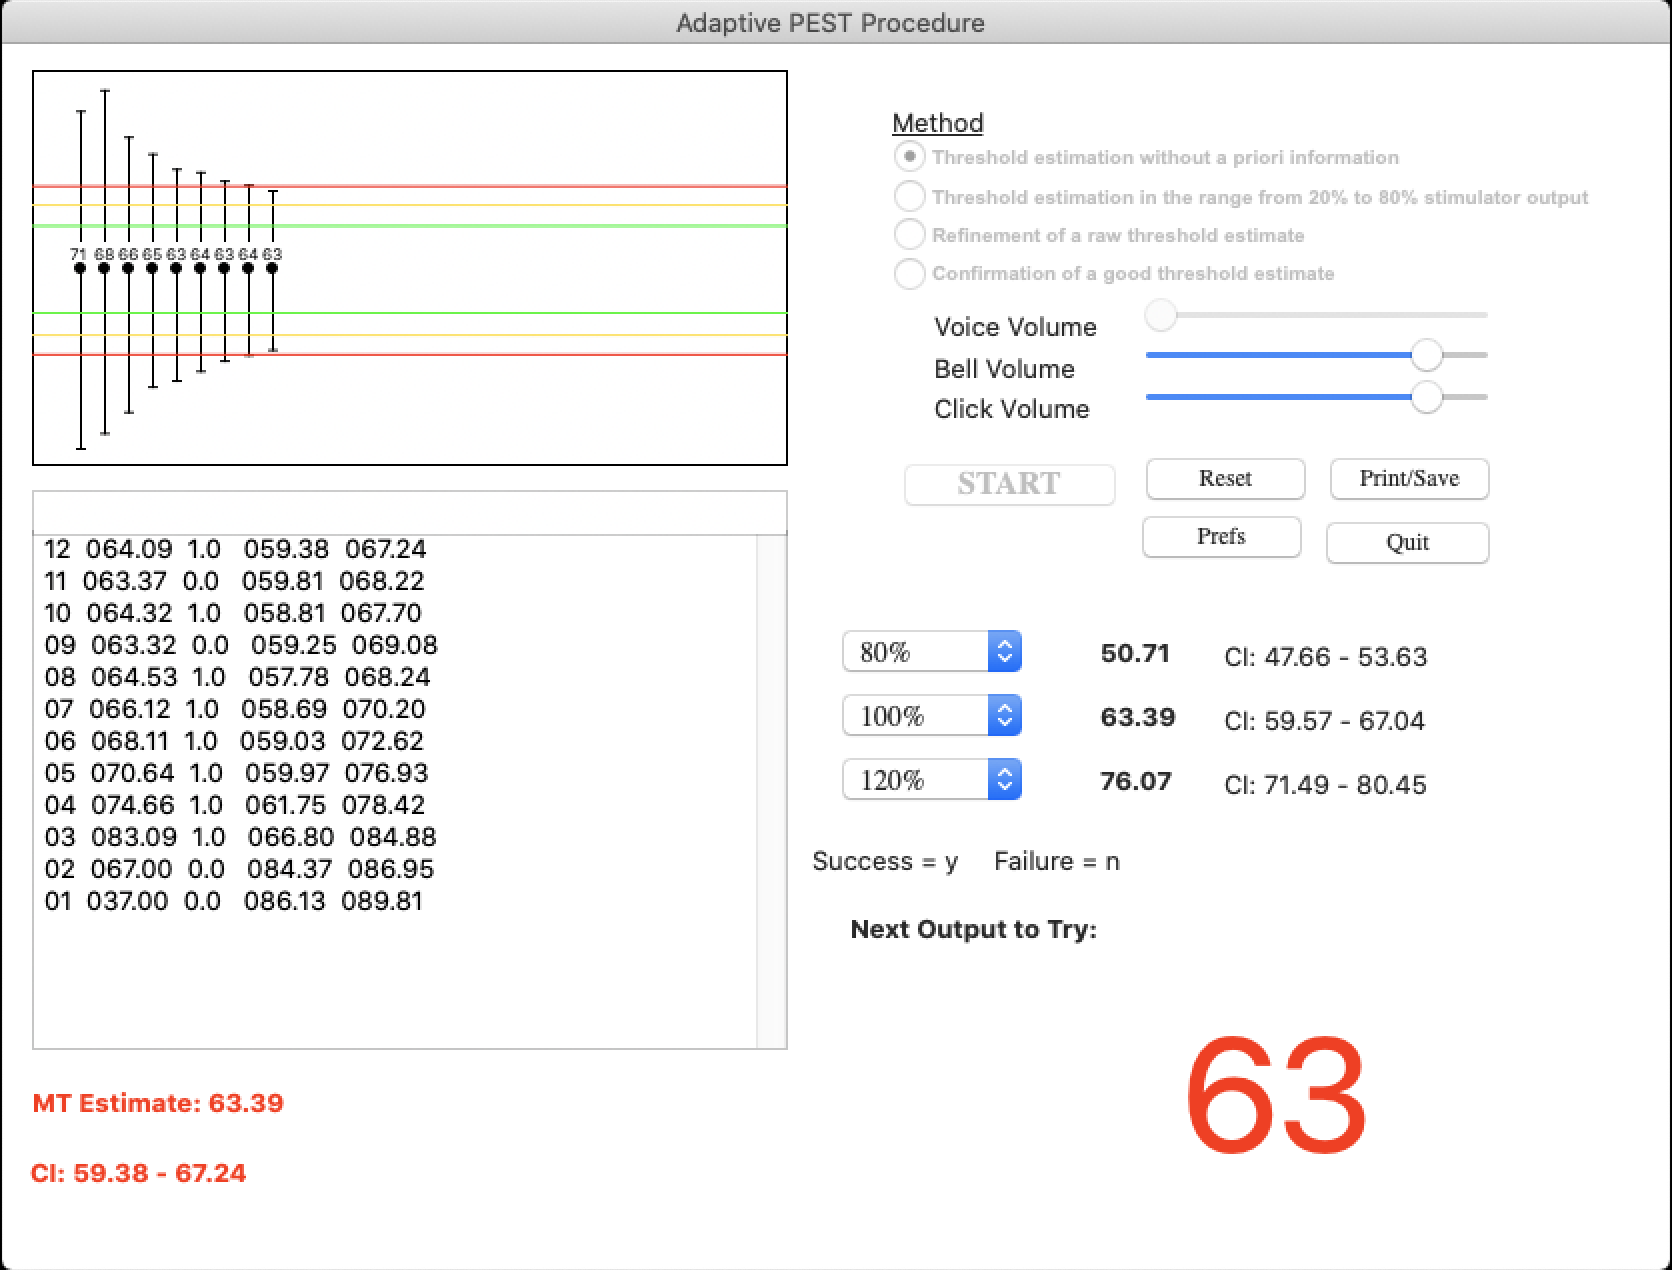 Adaptive PEST Procedure
71 68 66 65 63 64 63 64 63
12 064.09 1.0 059.38 067.24
11 063.37 0.0 059.81 068.22
10 064.32 1.0 058.81 067.70
09 063.32 0.0 059.25 069.08
08 064.53 1.0 057.78 068.24
07 066.12 1.0 058.69 070.20
06 068.11 1.0 059.03 072.62
05 070.64 1.0 059.97 076.93
04 074.66 1.0 061.75 078.42
03 083.09 1.0 066.80 084.88
02 067.00 0.0 084.37 086.95
01 037.00 0.0 086.13 089.81
MT Estimate: 63.39
CI: 59.38 - 67.24
Method
Threshold estimation without a priori information
Threshold estimation in the range from 20% to 80% stimulator output
Refinement of a raw threshold estimate
Confirmation of a good threshold estimate
Voice Volume
Bell Volume
Click Volume
START Reset Print/Save
Prefs Quit
80% 50.71 CI: 47.66 - 53.63
100% 63.39 CI: 59.57 - 67.04
120% 76.07 CI: 71.49 - 80.45
Success = y Failure = n
Next Output to Try:
63